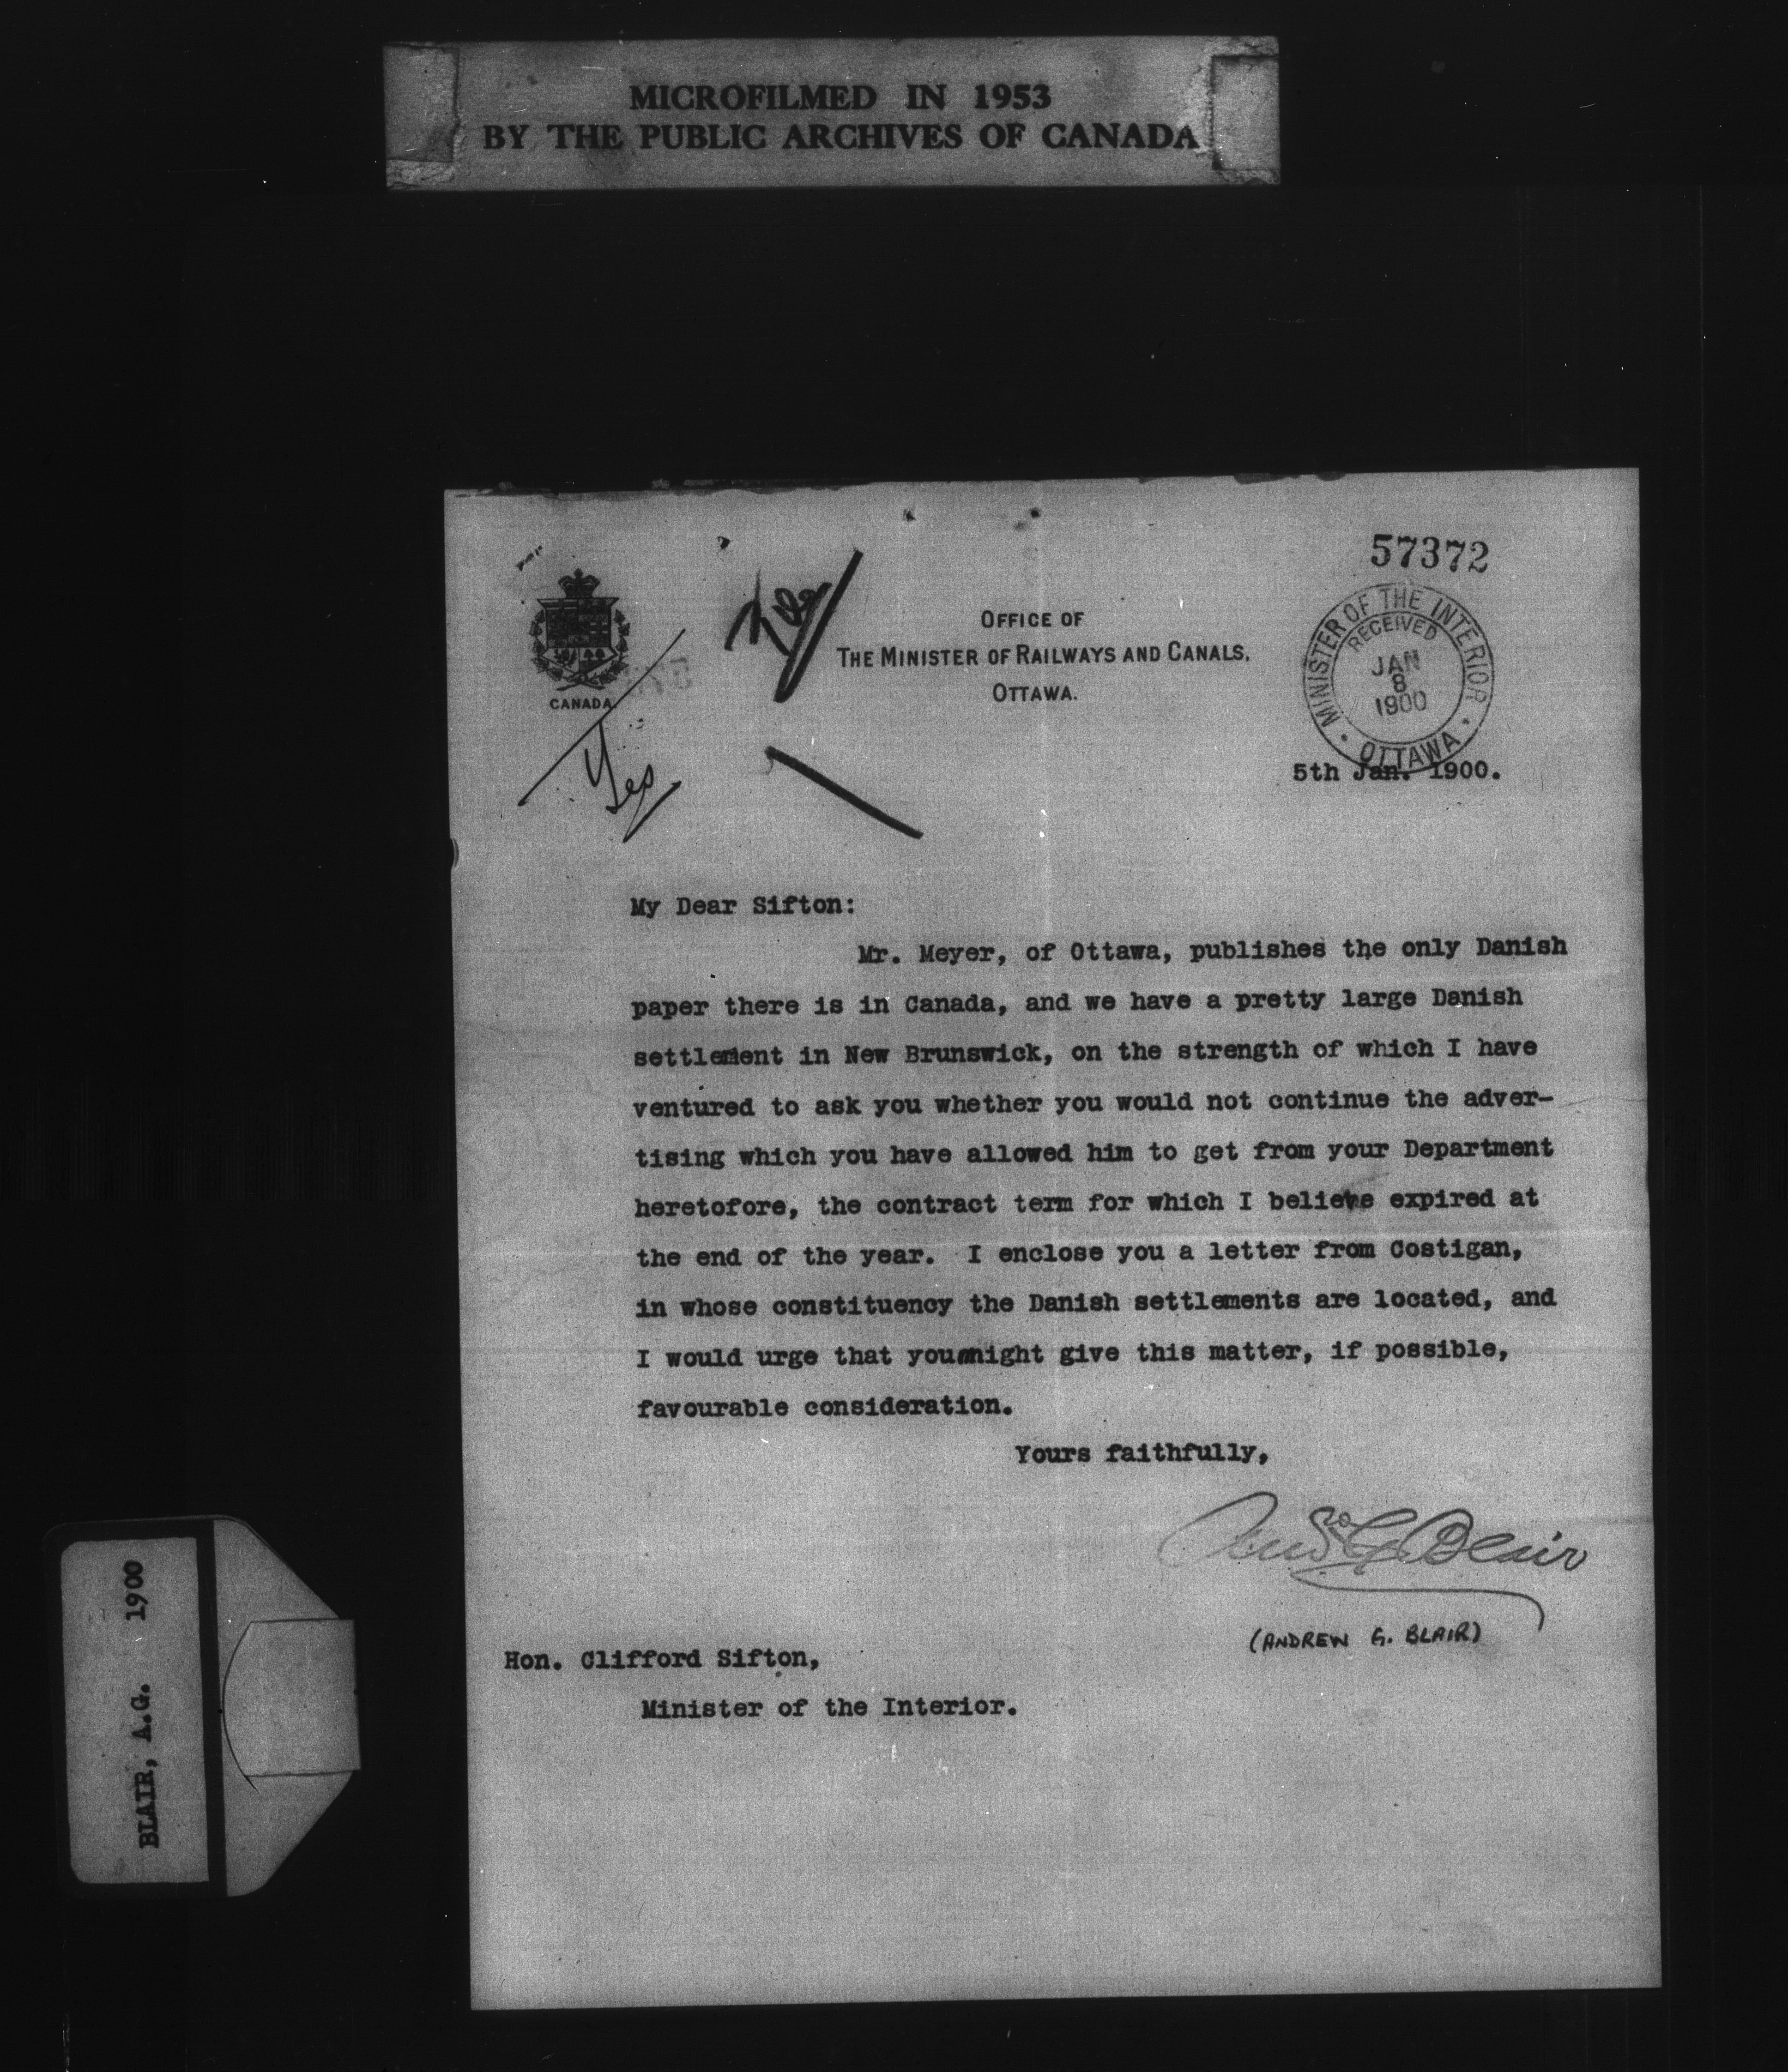 MICROFILMED IN 1953
BY THE PUBLIC ARCHIVES OF CANADA
57372
OFFICE OF
THE MINISTER OF RAILWAYS AND CANALS,
OTTAWA.
CANADA.
MINISTER OF THE INTERIOR
RECEIVED
JAN
8
1900
OTTAWA
Yes
5th Jan. 1900.
My Dear Sifton:
Mr. Meyer, of Ottawa, publishes the only Danish
paper there is in Canada, and we have a pretty large Danish
settlement in New Brunswick, on the strength of which I have
ventured to ask you whether you would not continue the adver-
tising which you have allowed him to get from your Department
heretofore, the contract term for which I believe expired at
the end of the year. I enclose you a letter from Costigan,
in whose constituency the Danish settlements are located, and
I would urge that you might give this matter, if possible,
favourable consideration.
Yours faithfully,
Andw G. Blair
(ANDREW G. BLAIR)
Hon. Clifford Sifton,
Minister of the Interior.
BLAIR, A.G. 1900